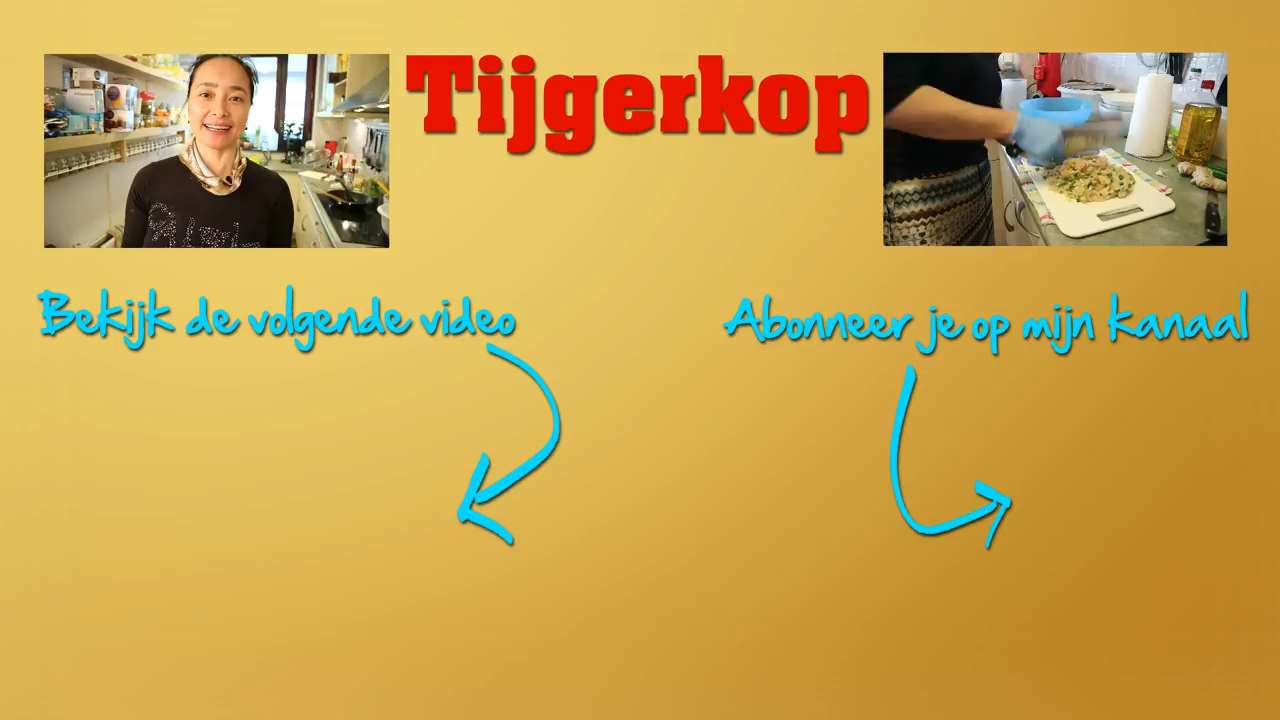 Tijgerkop
Bekijk de volgende video
Abonneer je op mijn kanaal